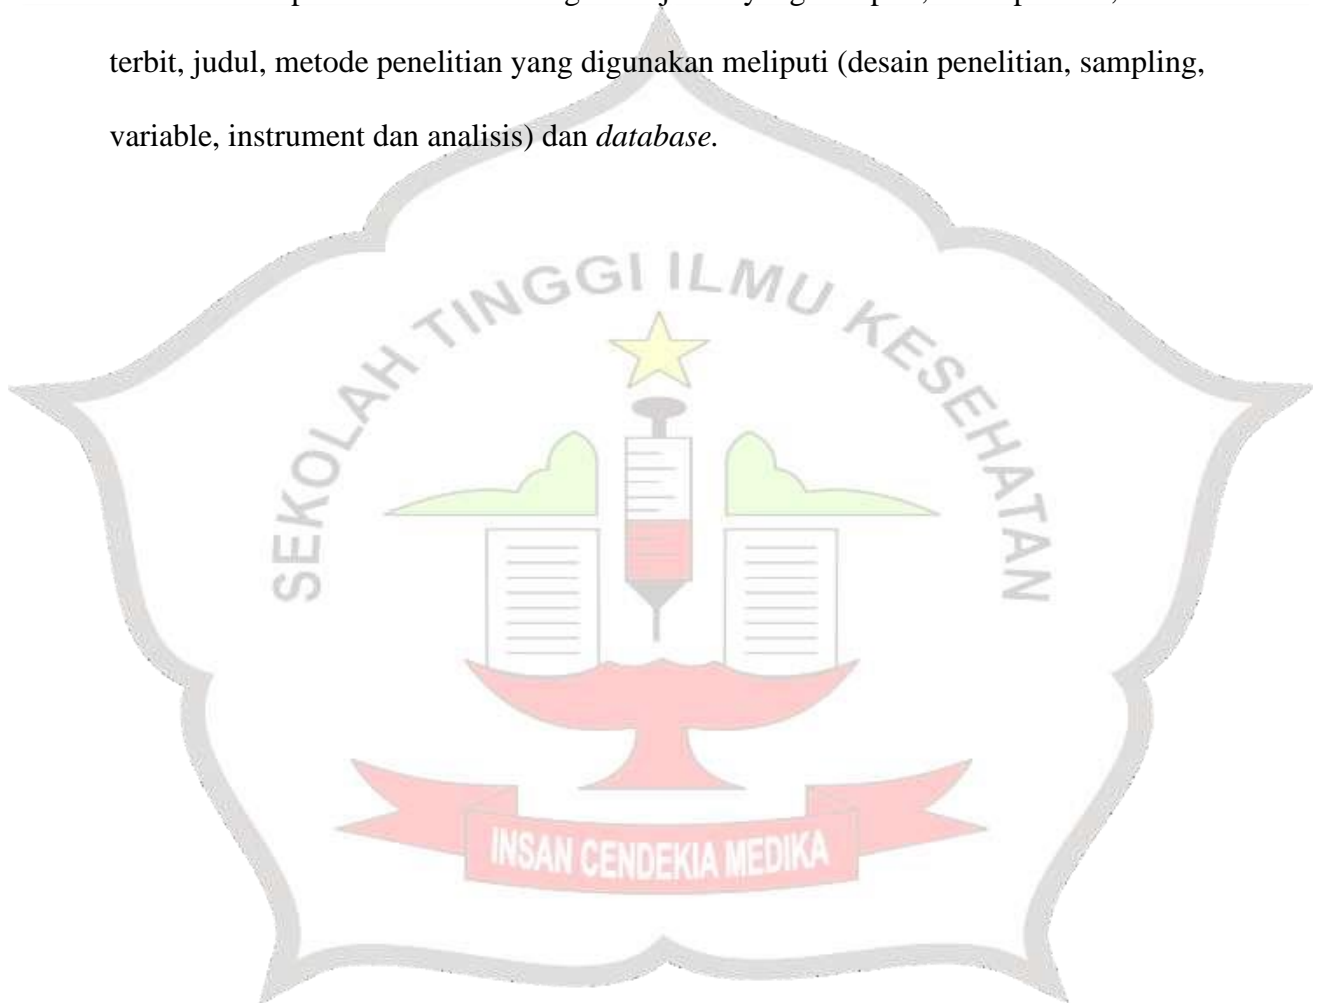 terbit, judul, metode penelitian yang digunakan meliputi (desain penelitian, sampling,
variable, instrument dan analisis) dan database.
SEKOLAH TINGGI ILMU KESEHATAN
INSAN CENDEKIA MEDIKA